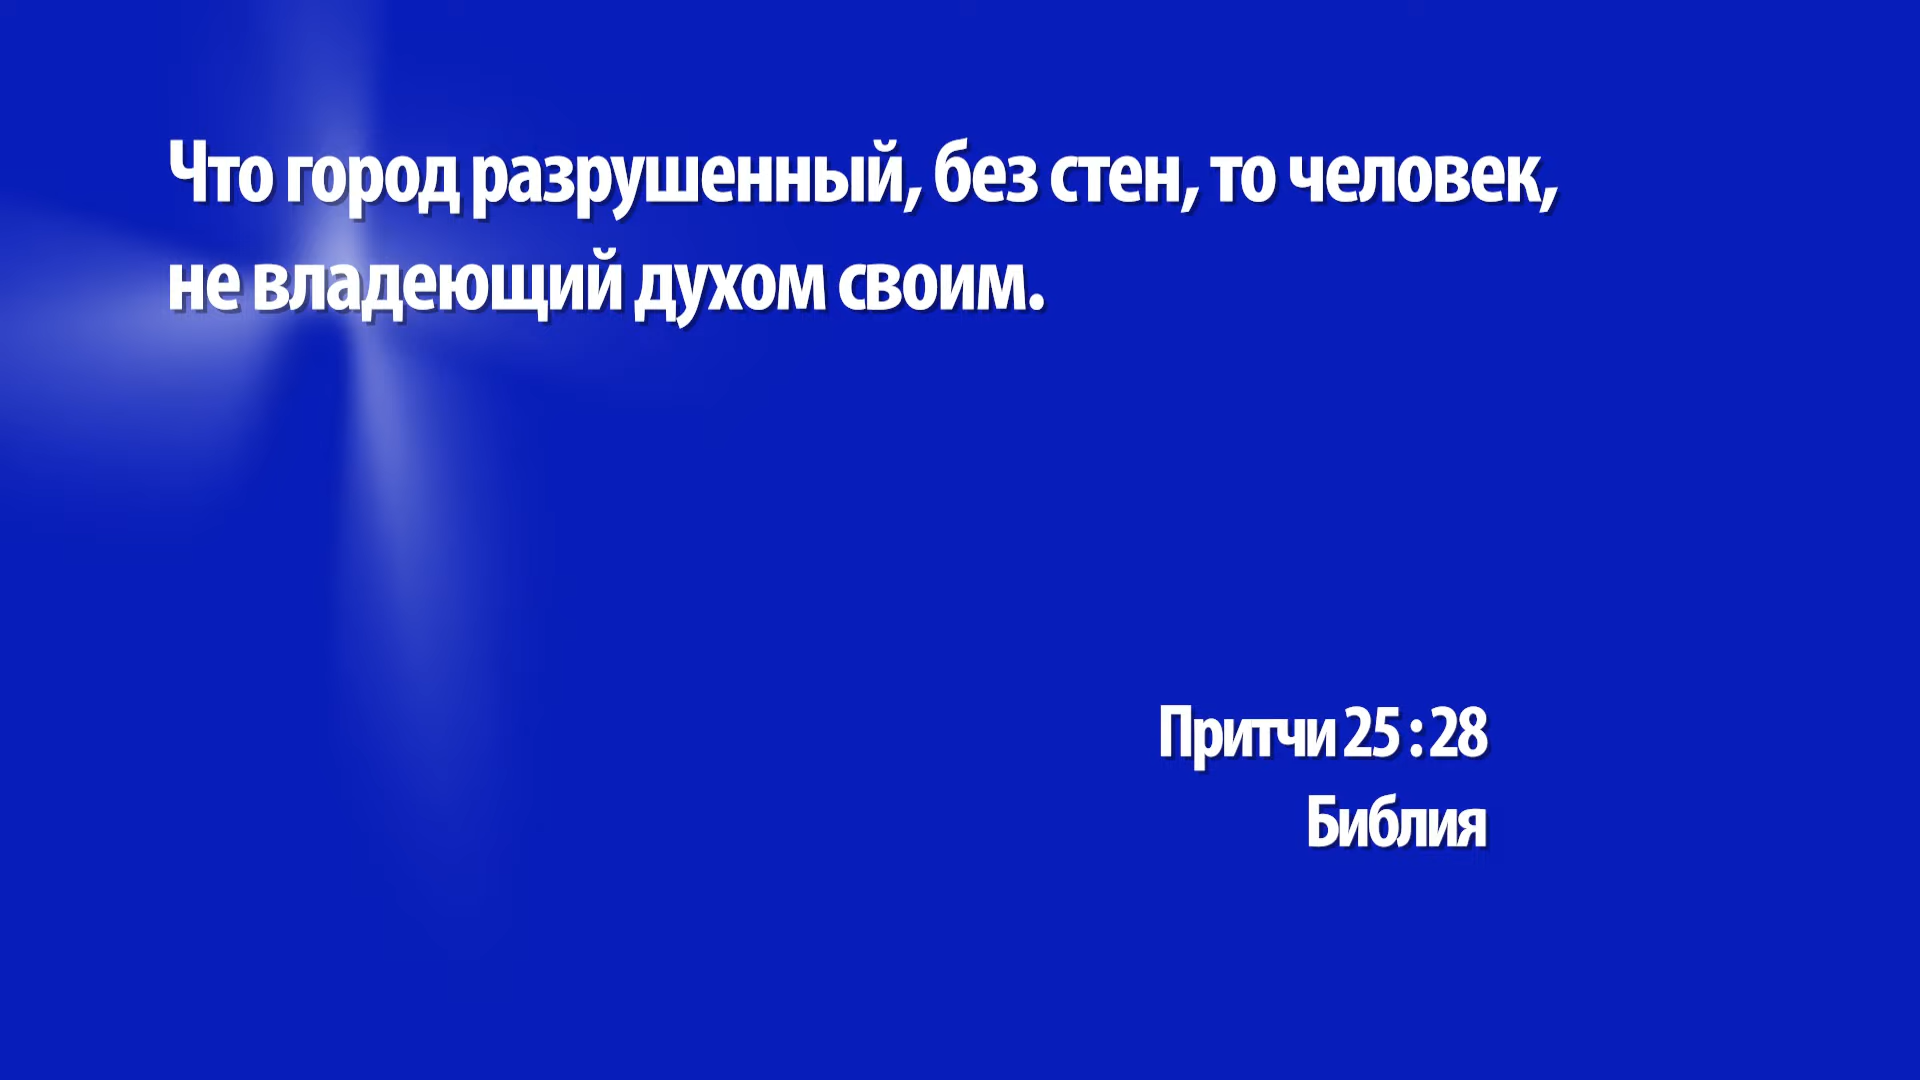 Что город разрушенный, без стен, то человек,
не владеющий духом своим.
Притчи 25 : 28
Библия